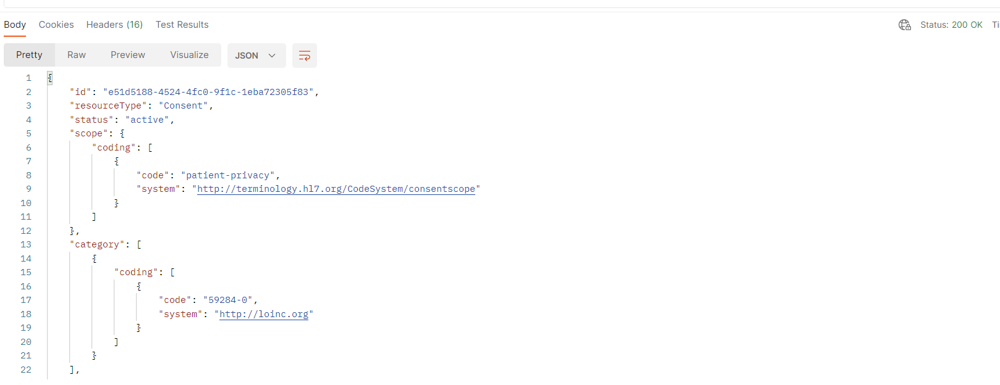 Body Cookies Headers (16) Test Results Status: 200 OK Ti
Pretty Raw Preview Visualize JSON
1 {
2 "id": "e51d5188-4524-4fc0-9f1c-1eba72305f83",
3 "resourceType": "Consent",
4 "status": "active",
5 "scope": {
6 "coding": [
7 {
8 "code": "patient-privacy",
9 "system": "http://terminology.hl7.org/CodeSystem/consentscope"
10 }
11 ]
12 },
13 "category": [
14 {
15 "coding": [
16 {
17 "code": "59284-0",
18 "system": "http://loinc.org"
19 }
20 ]
21 }
22 ],